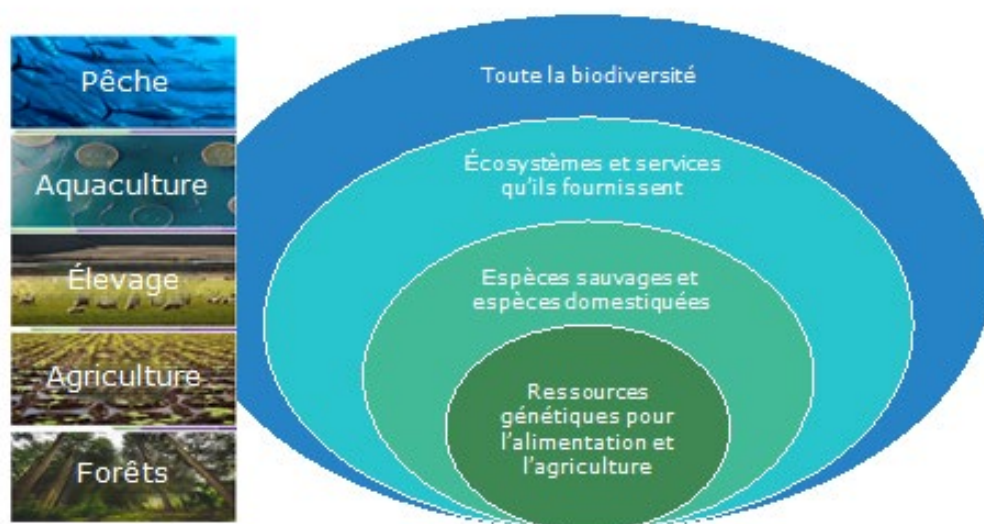 Pêche
Aquaculture
Élevage
Agriculture
Forêts
Toute la biodiversité
Écosystèmes et services
qu'ils fournissent
Espèces sauvages et
espèces domestiquées
Ressources
génétiques pour
l'alimentation et
l'agriculture